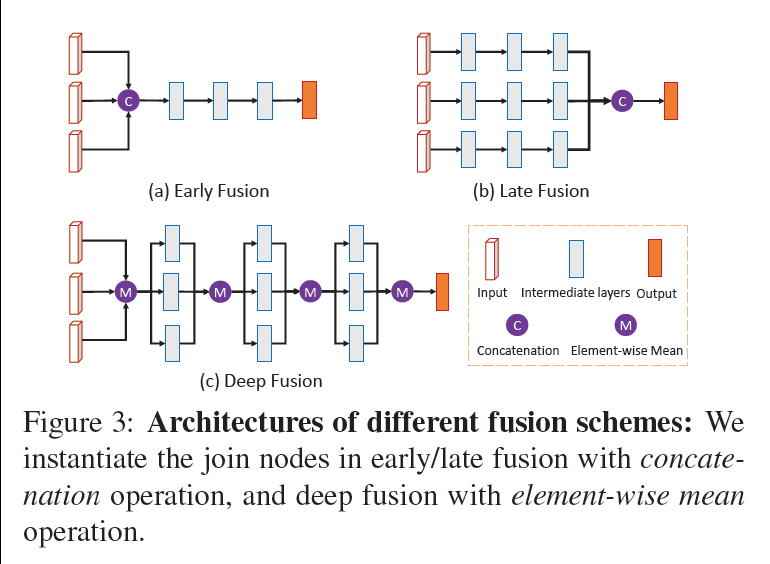 C
(a) Early Fusion
C
(b) Late Fusion
M M M M
(c) Deep Fusion
Input Intermediate layers Output
C M
Concatenation Element-wise Mean
Figure 3: Architectures of different fusion schemes: We
instantiate the join nodes in early/late fusion with concate-
nation operation, and deep fusion with element-wise mean
operation.